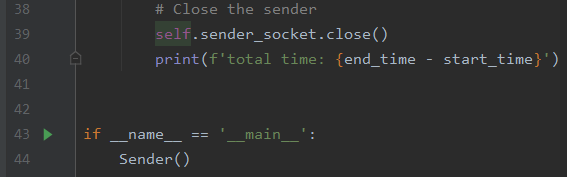 38 # Close the sender
39 self.sender_socket.close()
40 print(f'total time: {end_time - start_time}')
41
42
43 if __name__ == '__main__':
44 Sender()